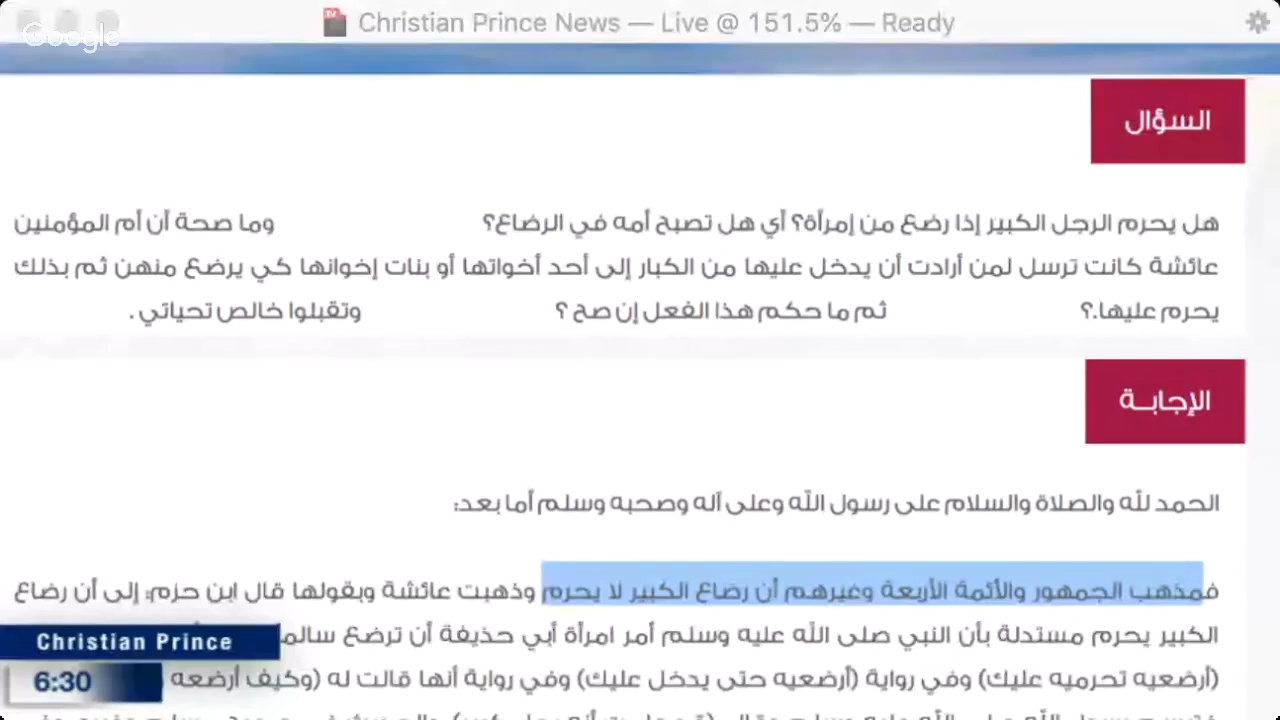 Google
Christian Prince News — Live @ 151.5% — Ready
السؤال
هل يحرم الرجل الكبير إذا رضع من إمرأة؟ أي هل تصبح أمه في الرضاع؟ وما صحة أن أم المؤمنين
عائشة كانت ترسل لمن أرادت أن يدخل عليها من الكبار إلى أحد أخواتها أو بنات إخوانها كي يرضع منهن ثم بذلك
يحرم عليها.؟ ثم ما حكم هذا الفعل إن صح ؟ وتقبلوا خالص تحياتي .
الإجابــة
الحمد لله والصلاة والسلام على رسول الله وعلى آله وصحبه وسلم أما بعد:
فمذهب الجمهور والأئمة الأربعة وغيرهم أن رضاع الكبير لا يحرم وذهبت عائشة وبقولها قال ابن حزم: إلى أن رضاع
الكبير يحرم مستدلة بأن النبي صلى الله عليه وسلم أمر امرأة أبي حذيفة أن ترضع
(أرضعيه تحرميه عليك) وفي رواية (أرضعيه حتى يدخل عليك) وفي رواية أنها قالت له (وكيف أرضعه
Christian Prince
6:30